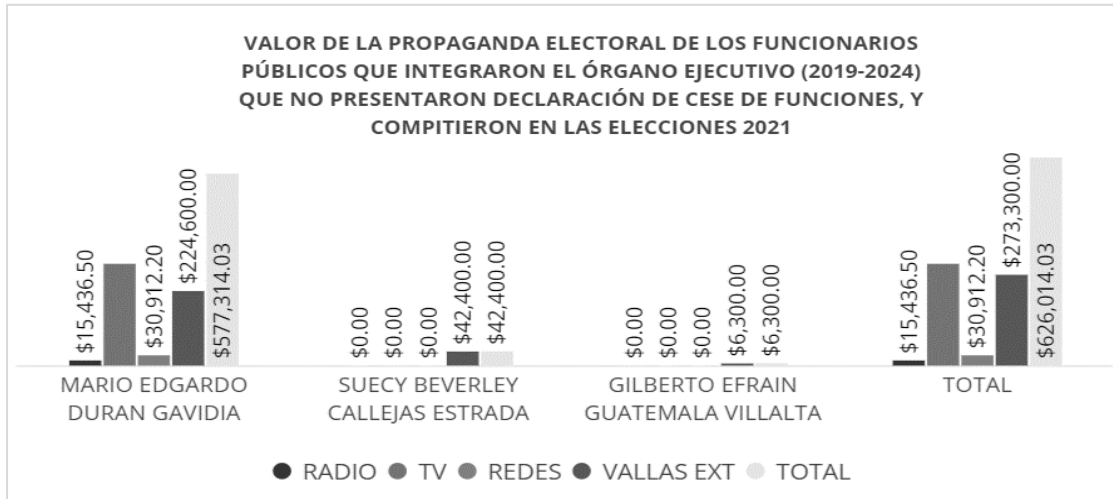 VALOR DE LA PROPAGANDA ELECTORAL DE LOS FUNCIONARIOS
PÚBLICOS QUE INTEGRARON EL ÓRGANO EJECUTIVO (2019-2024)
QUE NO PRESENTARON DECLARACIÓN DE CESE DE FUNCIONES, Y
COMPITIERON EN LAS ELECCIONES 2021
$15,436.50
$30,912.20
$224,600.00
$577,314.03
$0.00
$0.00
$0.00
$42,400.00
$42,400.00
$0.00
$0.00
$0.00
$6,300.00
$6,300.00
$15,436.50
$30,912.20
$273,300.00
$626,014.03
MARIO EDGARDO
DURAN GAVIDIA
SUECY BEVERLEY
CALLEJAS ESTRADA
GILBERTO EFRAIN
GUATEMALA VILLALTA
TOTAL
RADIO TV REDES VALLAS EXT TOTAL